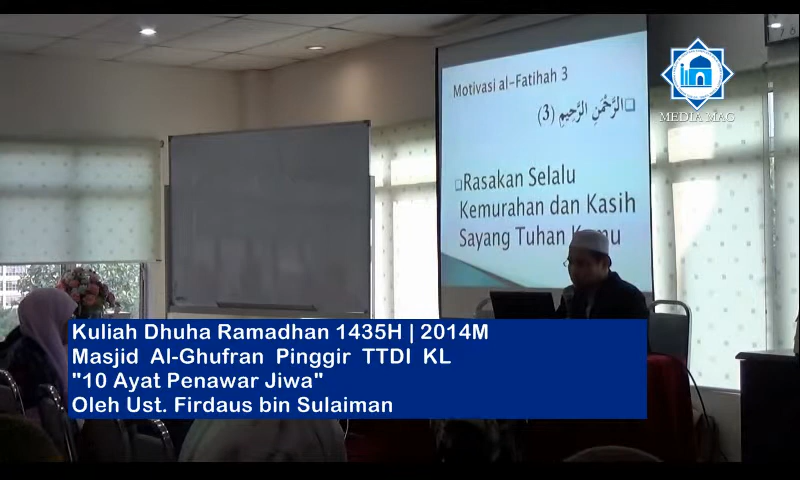 Motivasi al-Fatihah 3
الرَّحْمَنِ الرَّحِيمِ (3)
Rasakan Selalu
Kemurahan dan Kasih
Sayang Tuhan Kamu
MEDIA MAG
Kuliah Dhuha Ramadhan 1435H | 2014M
Masjid Al-Ghufran Pinggir TTDI KL
"10 Ayat Penawar Jiwa"
Oleh Ust. Firdaus bin Sulaiman